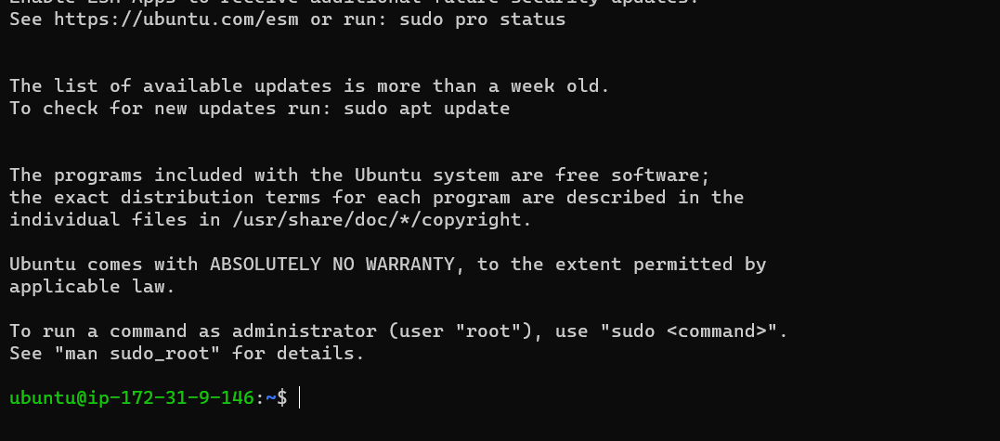 Enable ESM Apps to receive additional future security updates.
See https://ubuntu.com/esm or run: sudo pro status
The list of available updates is more than a week old.
To check for new updates run: sudo apt update
The programs included with the Ubuntu system are free software;
the exact distribution terms for each program are described in the
individual files in /usr/share/doc/*/copyright.
Ubuntu comes with ABSOLUTELY NO WARRANTY, to the extent permitted by
applicable law.
To run a command as administrator (user "root"), use "sudo <command>".
See "man sudo_root" for details.
ubuntu@ip-172-31-9-146:~$